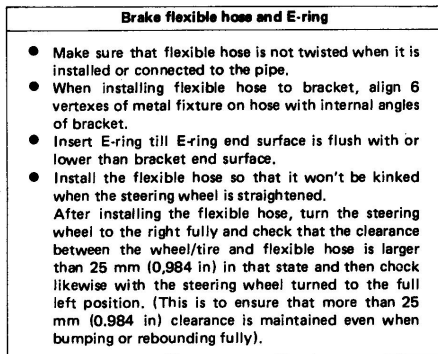 Brake flexible hose and E-ring
● Make sure that flexible hose is not twisted when it is
installed or connected to the pipe.
● When installing flexible hose to bracket, align 6
vertexes of metal fixture on hose with internal angles
of bracket.
● Insert E-ring till E-ring end surface is flush with or
lower than bracket end surface.
● Install the flexible hose so that it won't be kinked
when the steering wheel is straightened.
After installing the flexible hose, turn the steering
wheel to the right fully and check that the clearance
between the wheel/tire and flexible hose is larger
than 25 mm (0,984 in) in that state and then check
likewise with the steering wheel turned to the full
left position. (This is to ensure that more than 25
mm (0.984 in) clearance is maintained even when
bumping or rebounding fully).